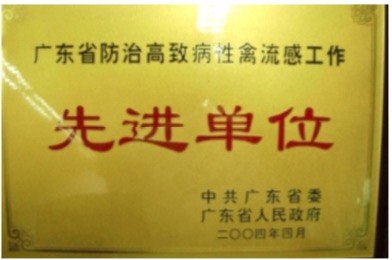 广东省防治高致病性禽流感工作
先进单位
中共广东省委
广东省人民政府
二〇〇四年四月